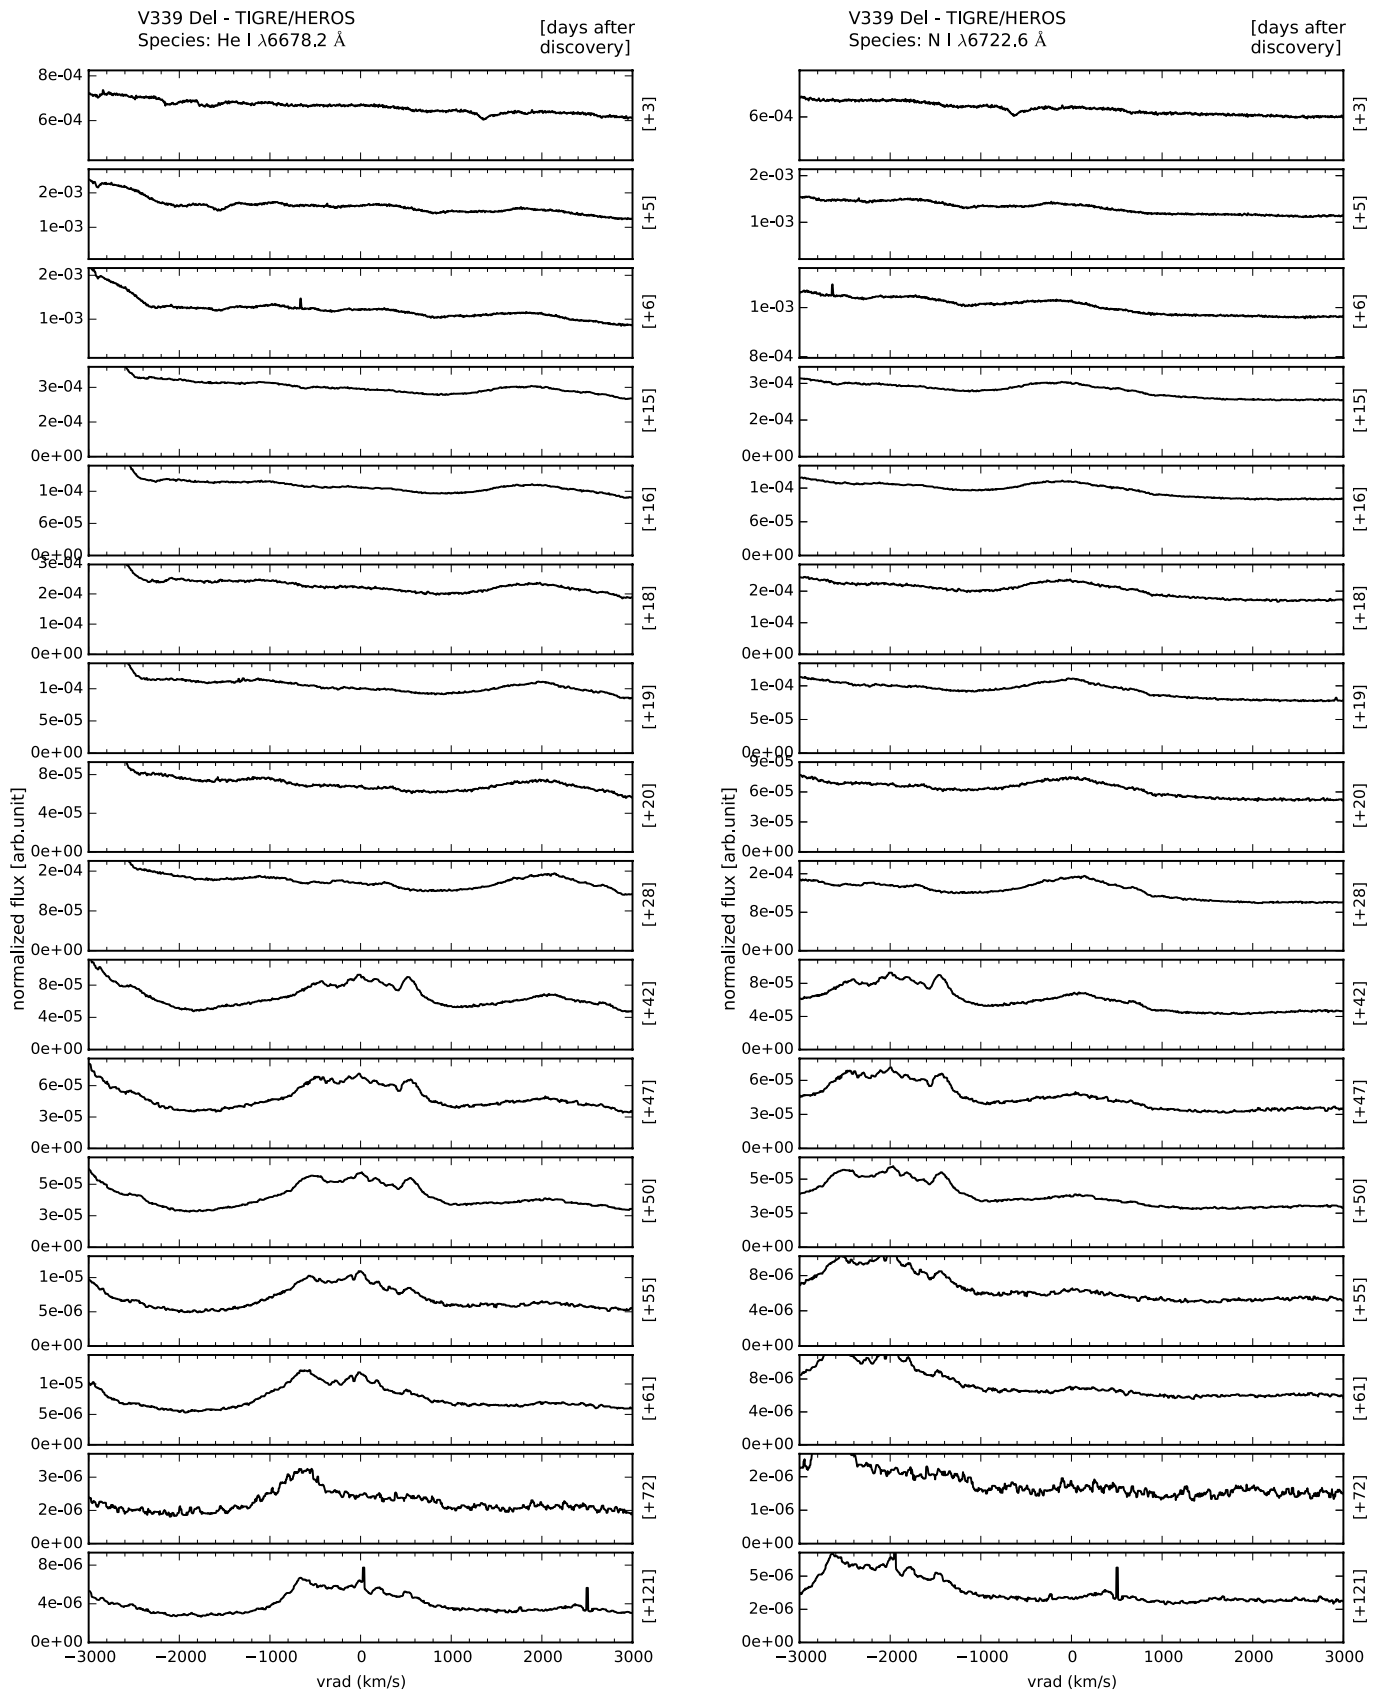 V339 Del - TIGRE/HEROS
Species: He I λ6678.2 Å
[days after
discovery]
8e-04
6e-04
[+3]
2e-03
1e-03
[+5]
2e-03
1e-03
[+6]
3e-04
2e-04
0e+00
[+15]
1e-04
6e-05
0e+00
[+16]
3e-04
2e-04
1e-04
0e+00
[+18]
1e-04
5e-05
0e+00
[+19]
8e-05
4e-05
0e+00
[+20]
2e-04
8e-05
0e+00
[+28]
8e-05
4e-05
0e+00
[+42]
6e-05
3e-05
0e+00
[+47]
5e-05
3e-05
0e+00
[+50]
1e-05
5e-06
0e+00
[+55]
1e-05
5e-06
0e+00
[+61]
3e-06
2e-06
0e+00
[+72]
8e-06
4e-06
0e+00
[+121]
−3000 −2000 −1000 0 1000 2000 3000
vrad (km/s)
normalized flux [arb.unit]
V339 Del - TIGRE/HEROS
Species: N I λ6722.6 Å
[days after
discovery]
6e-04
[+3]
2e-03
1e-03
[+5]
1e-03
8e-04
[+6]
3e-04
2e-04
0e+00
[+15]
1e-04
6e-05
0e+00
[+16]
2e-04
1e-04
0e+00
[+18]
1e-04
5e-05
0e+00
[+19]
9e-05
6e-05
3e-05
0e+00
[+20]
2e-04
8e-05
0e+00
[+28]
8e-05
4e-05
0e+00
[+42]
6e-05
3e-05
0e+00
[+47]
5e-05
3e-05
0e+00
[+50]
8e-06
4e-06
0e+00
[+55]
8e-06
4e-06
0e+00
[+61]
2e-06
1e-06
0e+00
[+72]
5e-06
2e-06
0e+00
[+121]
−3000 −2000 −1000 0 1000 2000 3000
vrad (km/s)
normalized flux [arb.unit]